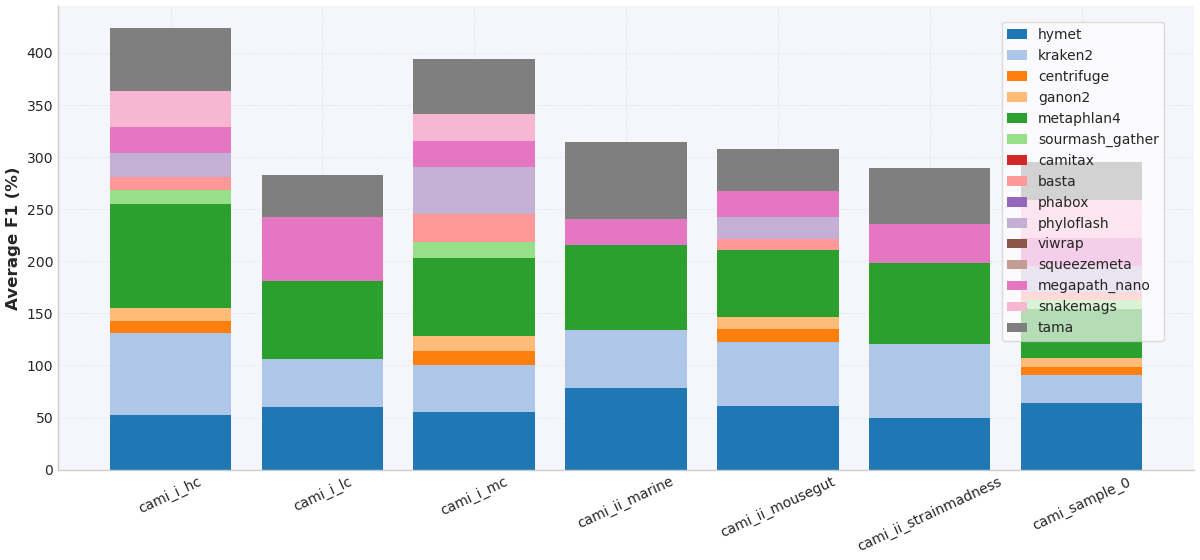 Average F1 (%)
400
350
300
250
200
150
100
50
0
cami_i_hc
cami_i_lc
cami_i_mc
cami_ii_marine
cami_ii_mousegut
cami_ii_strainmadness
cami_sample_0
hymet
kraken2
centrifuge
ganon2
metaphlan4
sourmash_gather
camitax
basta
phabox
phyloflash
viwrap
squeezemeta
megapath_nano
snakemags
tama